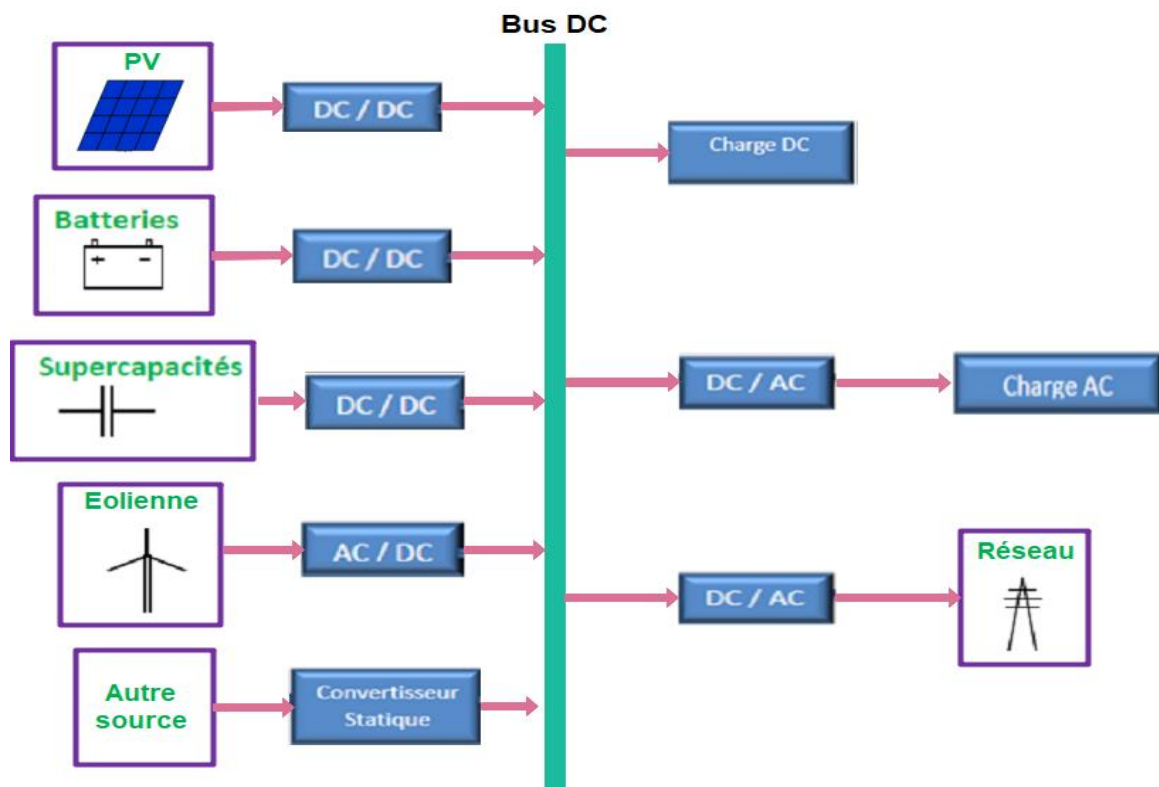 Bus DC
PV
DC / DC
Charge DC
Batteries
+ -
DC / DC
Supercapacités
DC / DC
DC / AC
Charge AC
Eolienne
AC / DC
DC / AC
Réseau
Autre
source
Convertisseur
Statique